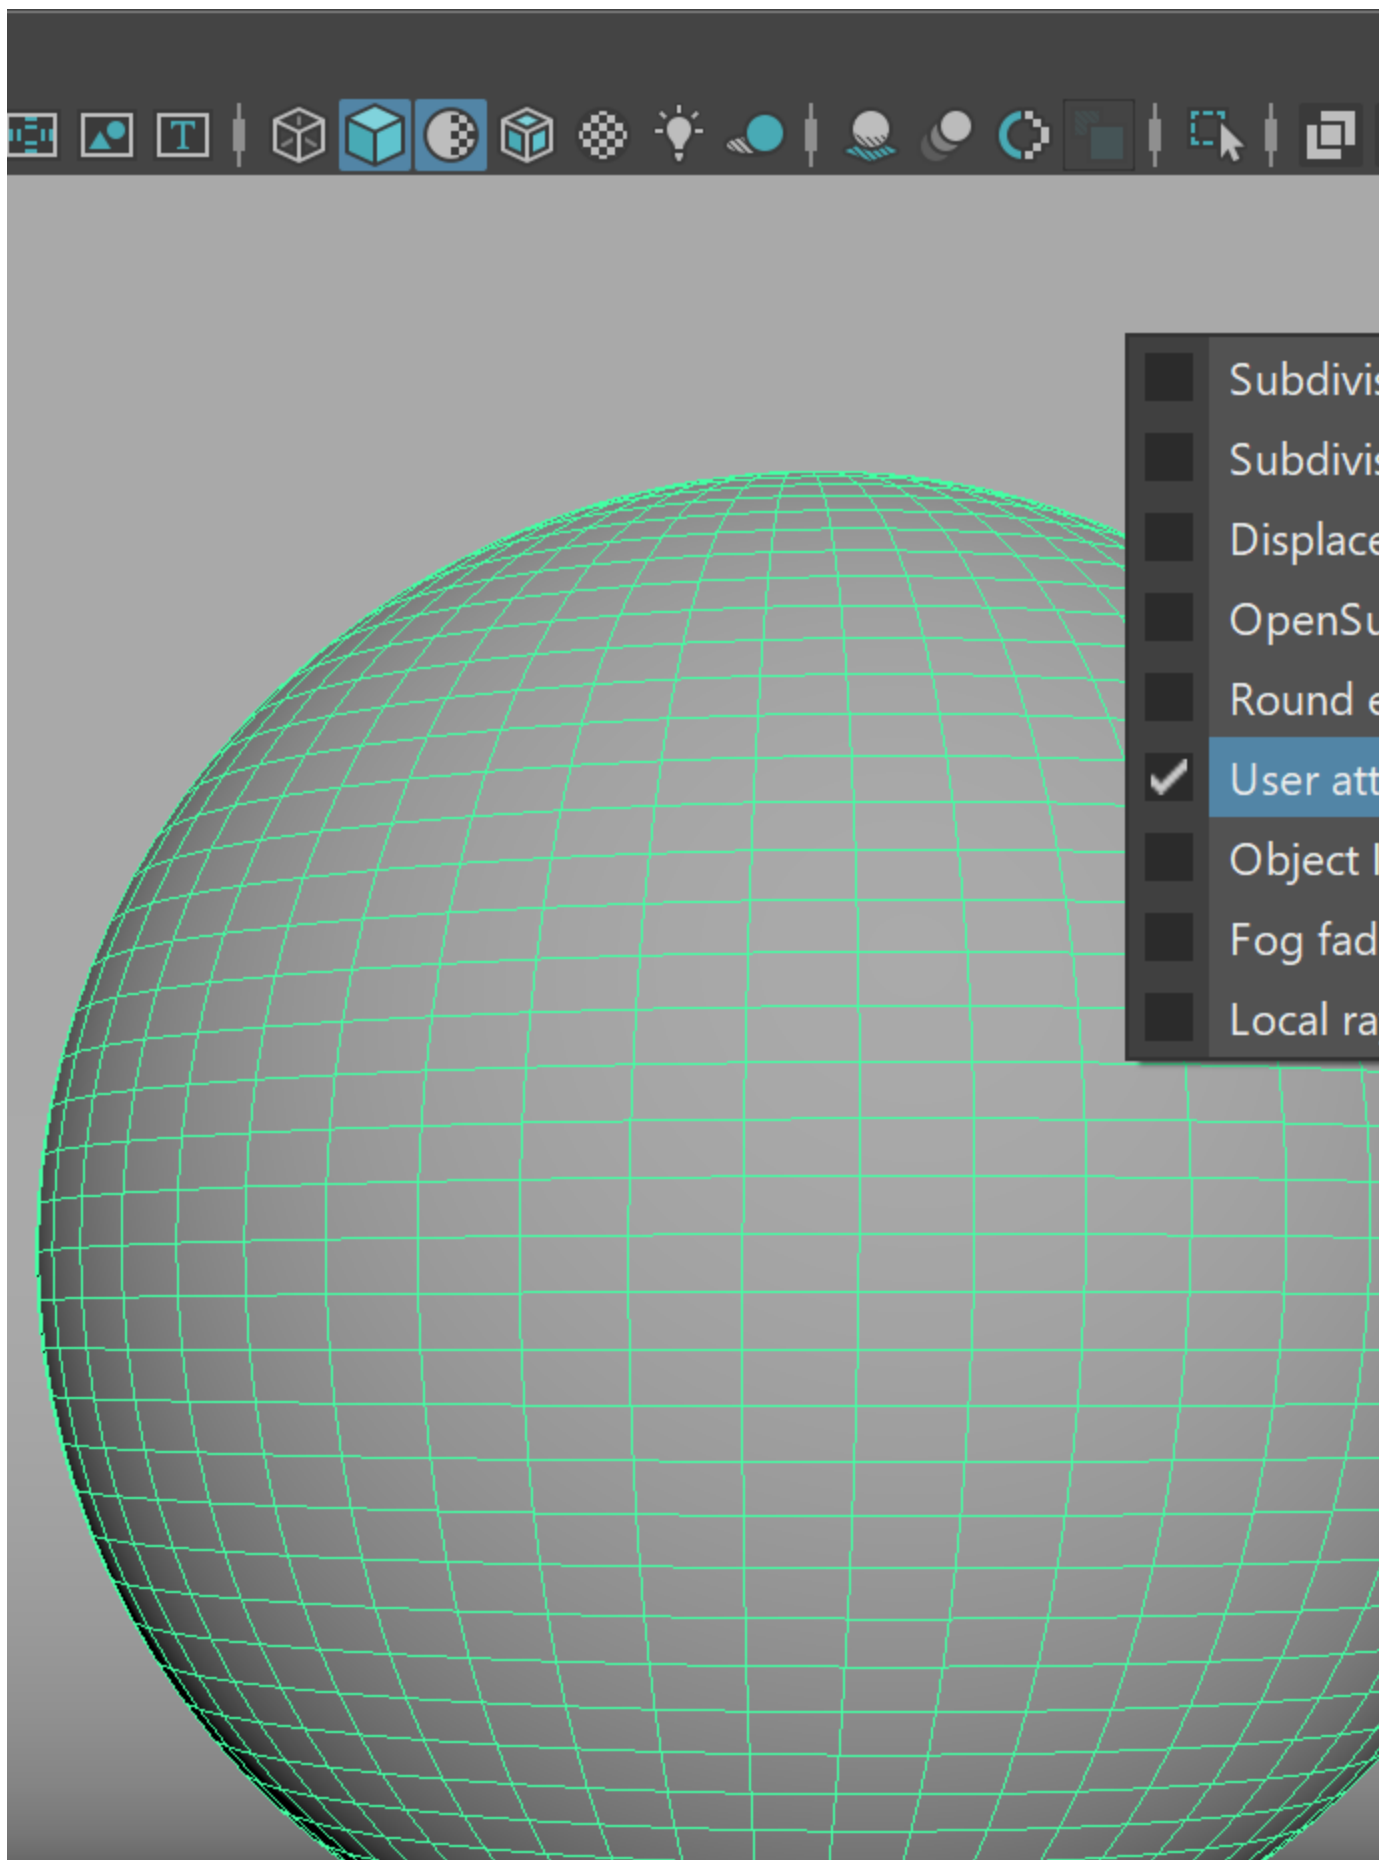 T
Subdivis
Subdivis
Displace
OpenSu
Round e
User att
Object I
Fog fad
Local ra